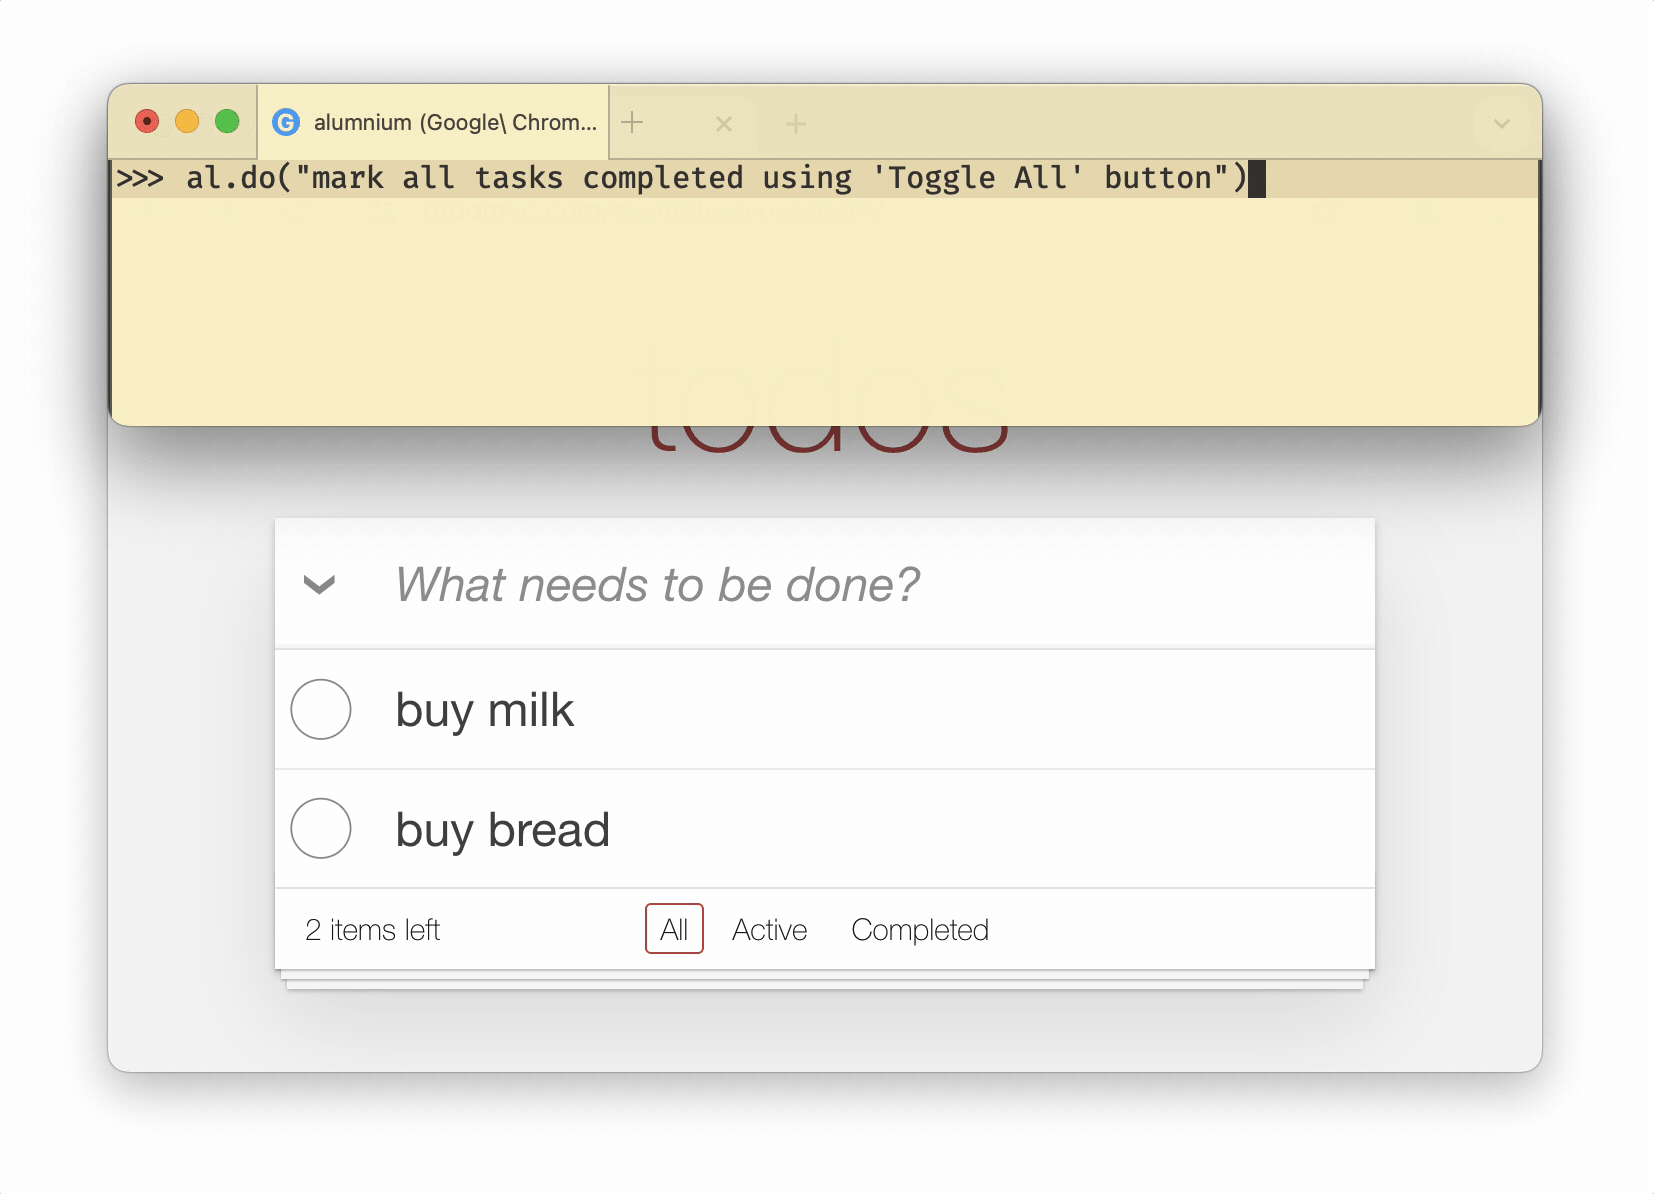 alumnium (Google\ Chrom...
>>> al.do("mark all tasks completed using 'Toggle All' button")
todos
What needs to be done?
buy milk
buy bread
2 items left All Active Completed